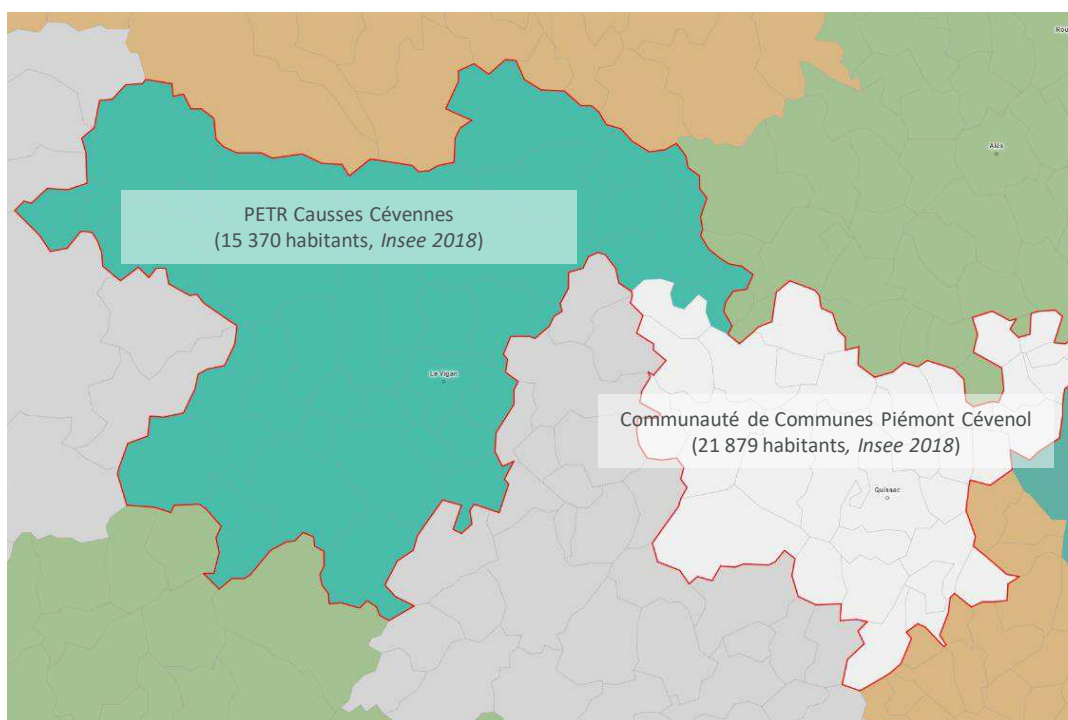 Rou
Alès
PETR Causses Cévennes
(15 370 habitants, Insee 2018)
Le Vigan
Communauté de Communes Piémont Cévenol
(21 879 habitants, Insee 2018)
Quissac